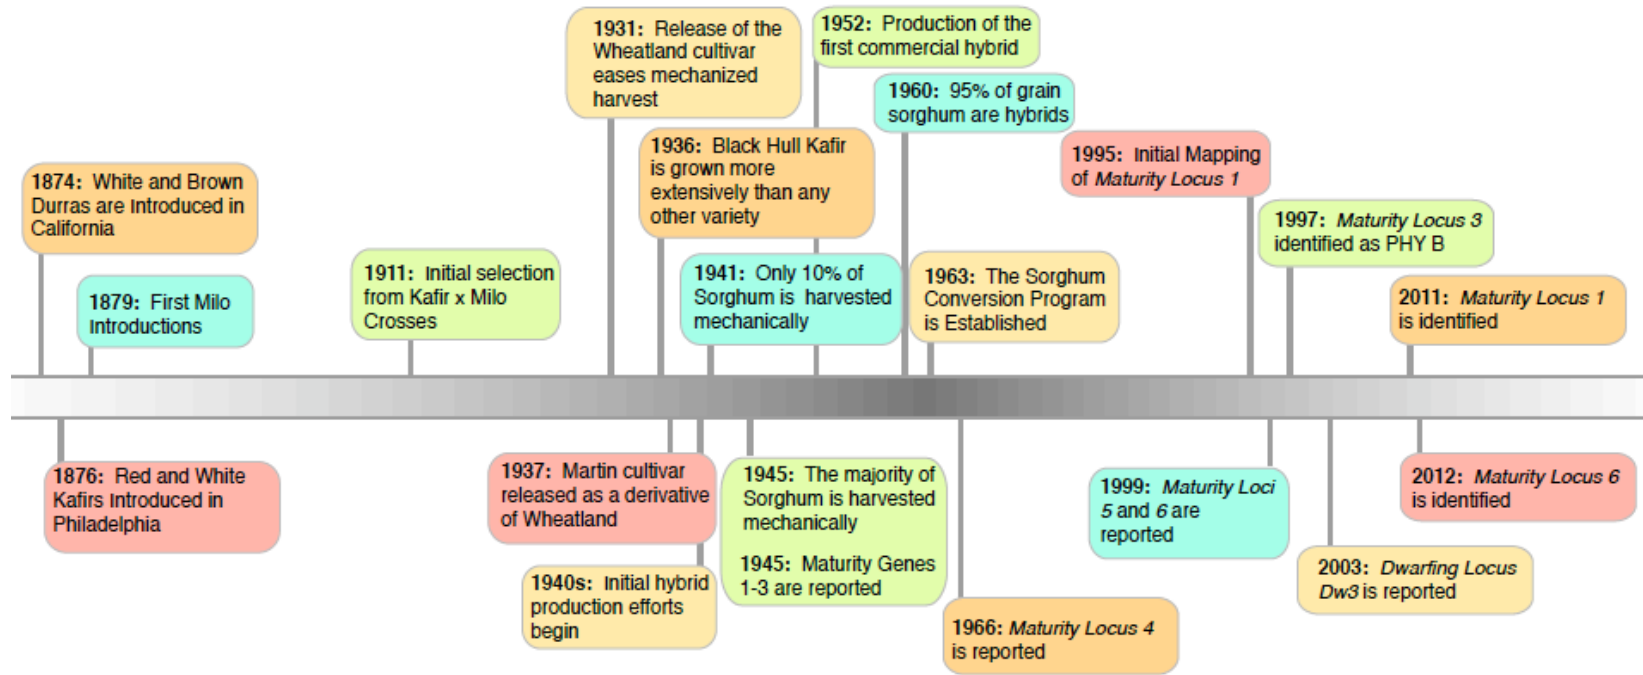 1931: Release of the
Wheatland cultivar
eases mechanized
harvest
1952: Production of the
first commercial hybrid
1960: 95% of grain
sorghum are hybrids
1936: Black Hull Kafir
is grown more
extensively than any
other variety
1995: Initial Mapping
of Maturity Locus 1
1874: White and Brown
Durras are Introduced in
California
1997: Maturity Locus 3
identified as PHY B
1879: First Milo
Introductions
1911: Initial selection
from Kafir x Milo
Crosses
1941: Only 10% of
Sorghum is harvested
mechanically
1963: The Sorghum
Conversion Program
is Established
2011: Maturity Locus 1
is identified
1876: Red and White
Kafirs Introduced in
Philadelphia
1937: Martin cultivar
released as a derivative
of Wheatland
1940s: Initial hybrid
production efforts
begin
1945: The majority of
Sorghum is harvested
mechanically
1945: Maturity Genes
1-3 are reported
1966: Maturity Locus 4
is reported
1999: Maturity Loci
5 and 6 are
reported
2003: Dwarfing Locus
Dw3 is reported
2012: Maturity Locus 6
is identified